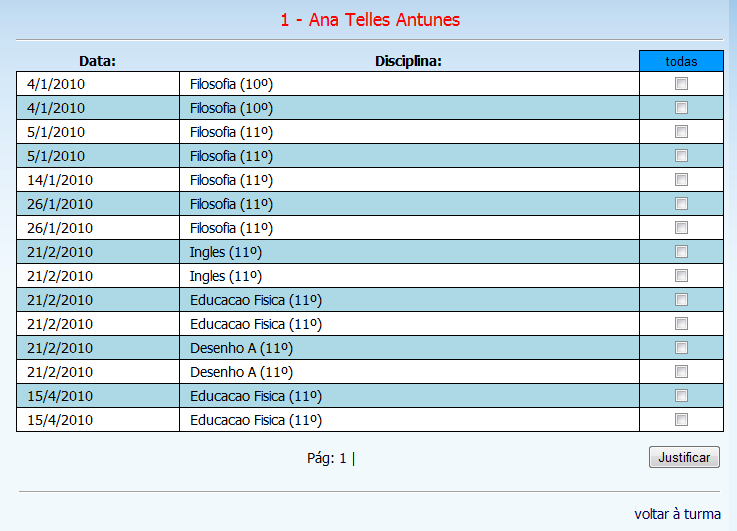 1 - Ana Telles Antunes
Data: Disciplina: todas
4/1/2010 Filosofia (10º)
4/1/2010 Filosofia (10º)
5/1/2010 Filosofia (11º)
5/1/2010 Filosofia (11º)
14/1/2010 Filosofia (11º)
26/1/2010 Filosofia (11º)
26/1/2010 Filosofia (11º)
21/2/2010 Ingles (11º)
21/2/2010 Ingles (11º)
21/2/2010 Educacao Fisica (11º)
21/2/2010 Educacao Fisica (11º)
21/2/2010 Desenho A (11º)
21/2/2010 Desenho A (11º)
15/4/2010 Educacao Fisica (11º)
15/4/2010 Educacao Fisica (11º)
Pág: 1 | Justificar
voltar à turma